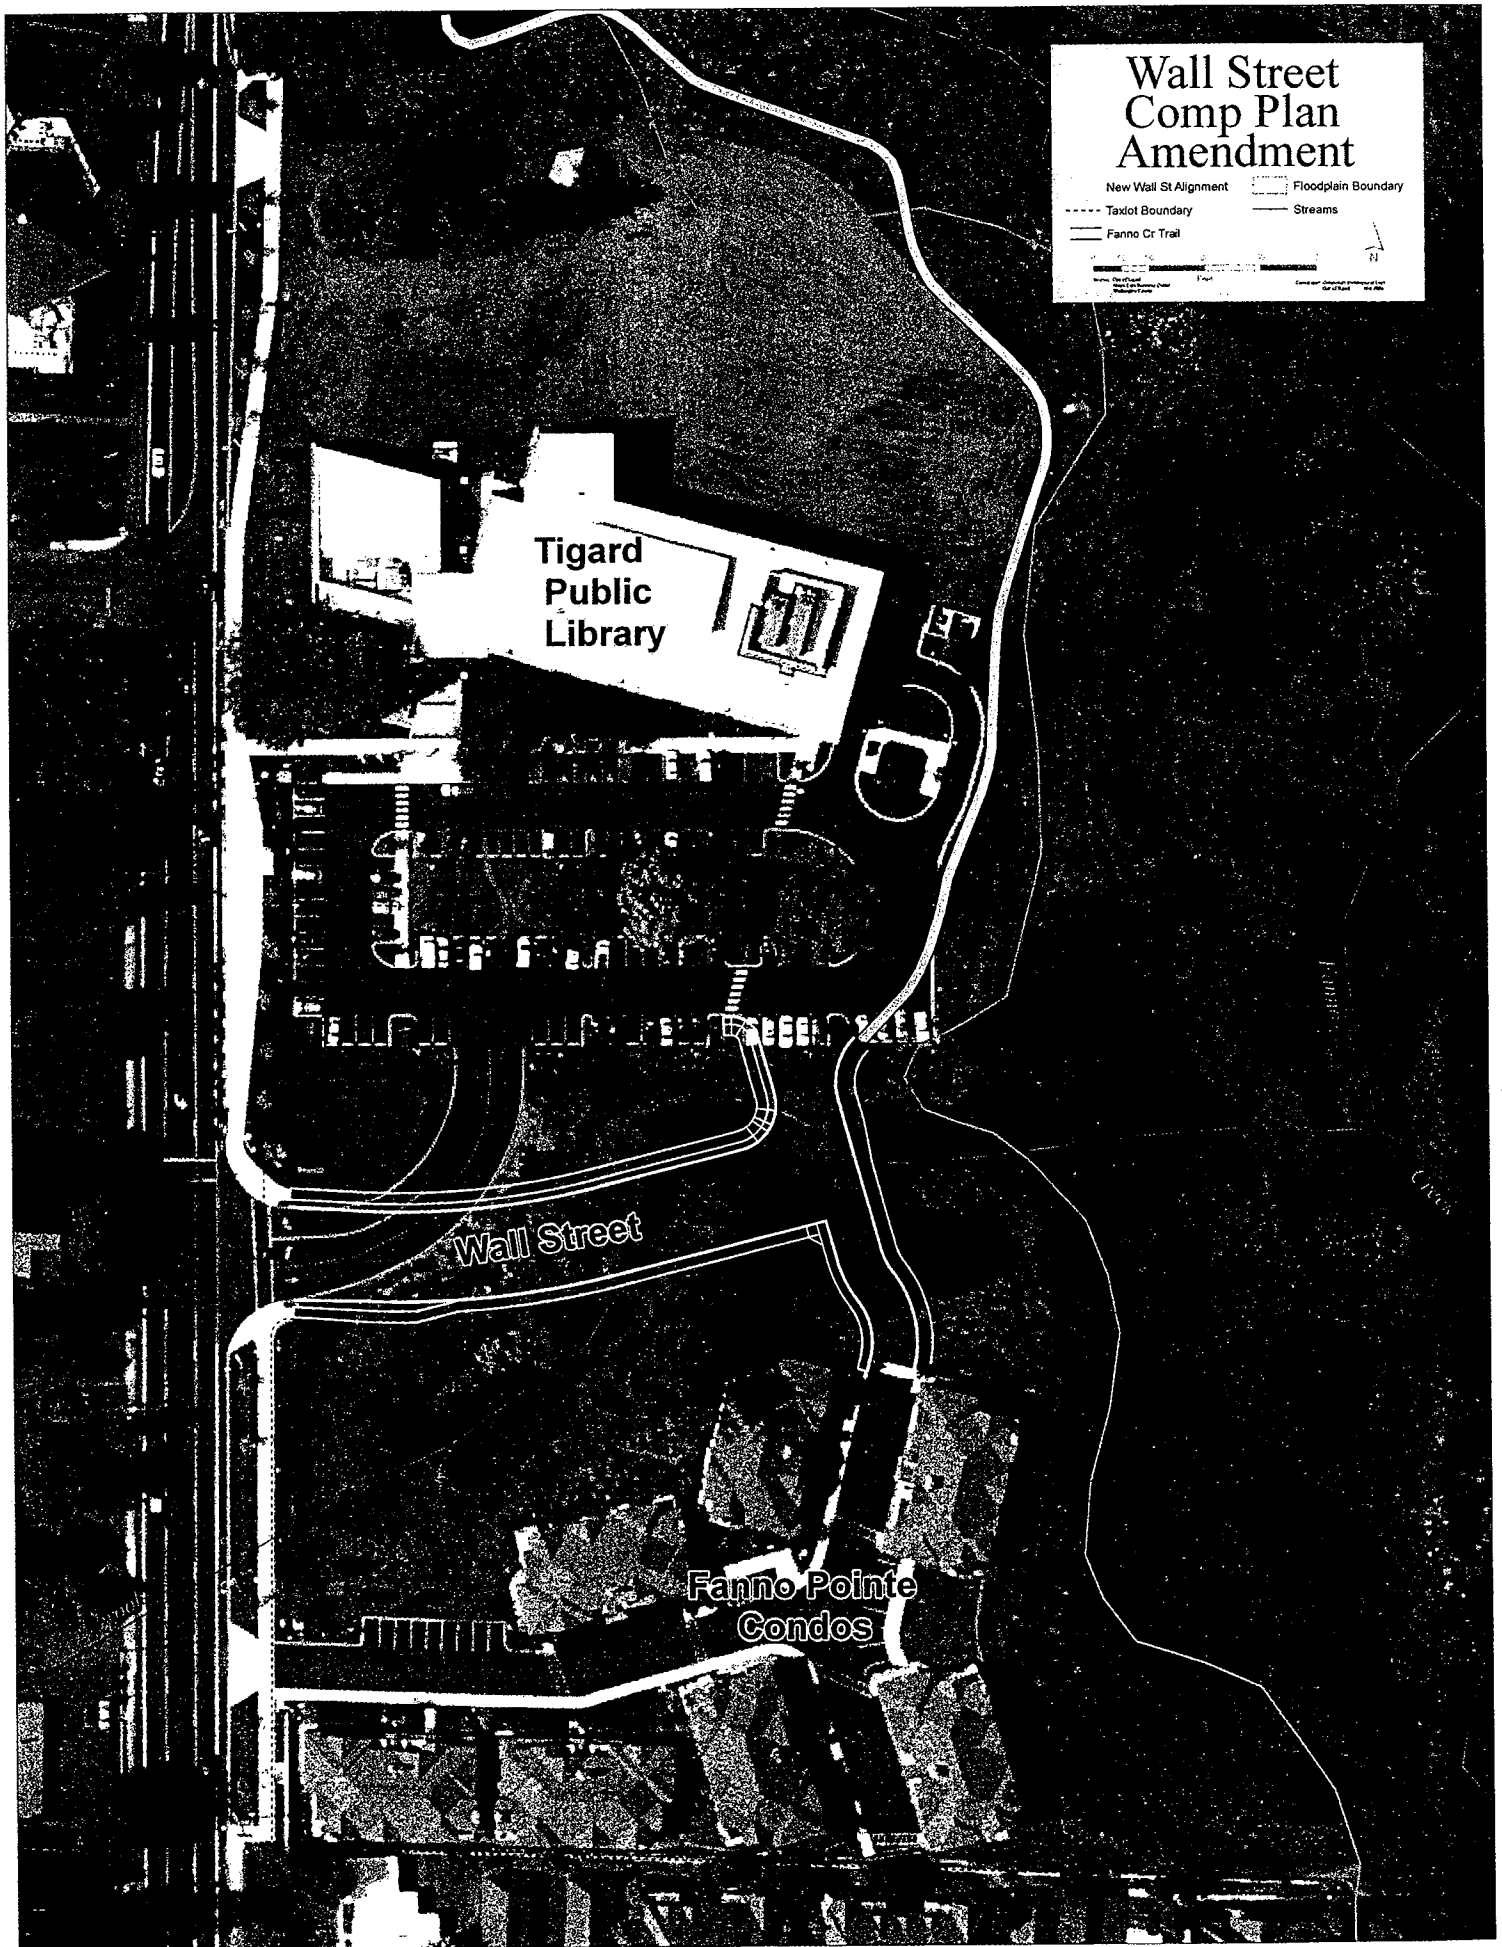 Wall Street
Comp Plan
Amendment
New Wall St Alignment
Floodplain Boundary
Taxlot Boundary
Streams
Fanno Cr Trail
N
Tigard
Public
Library
Wall Street
Fanno Pointe
Condos